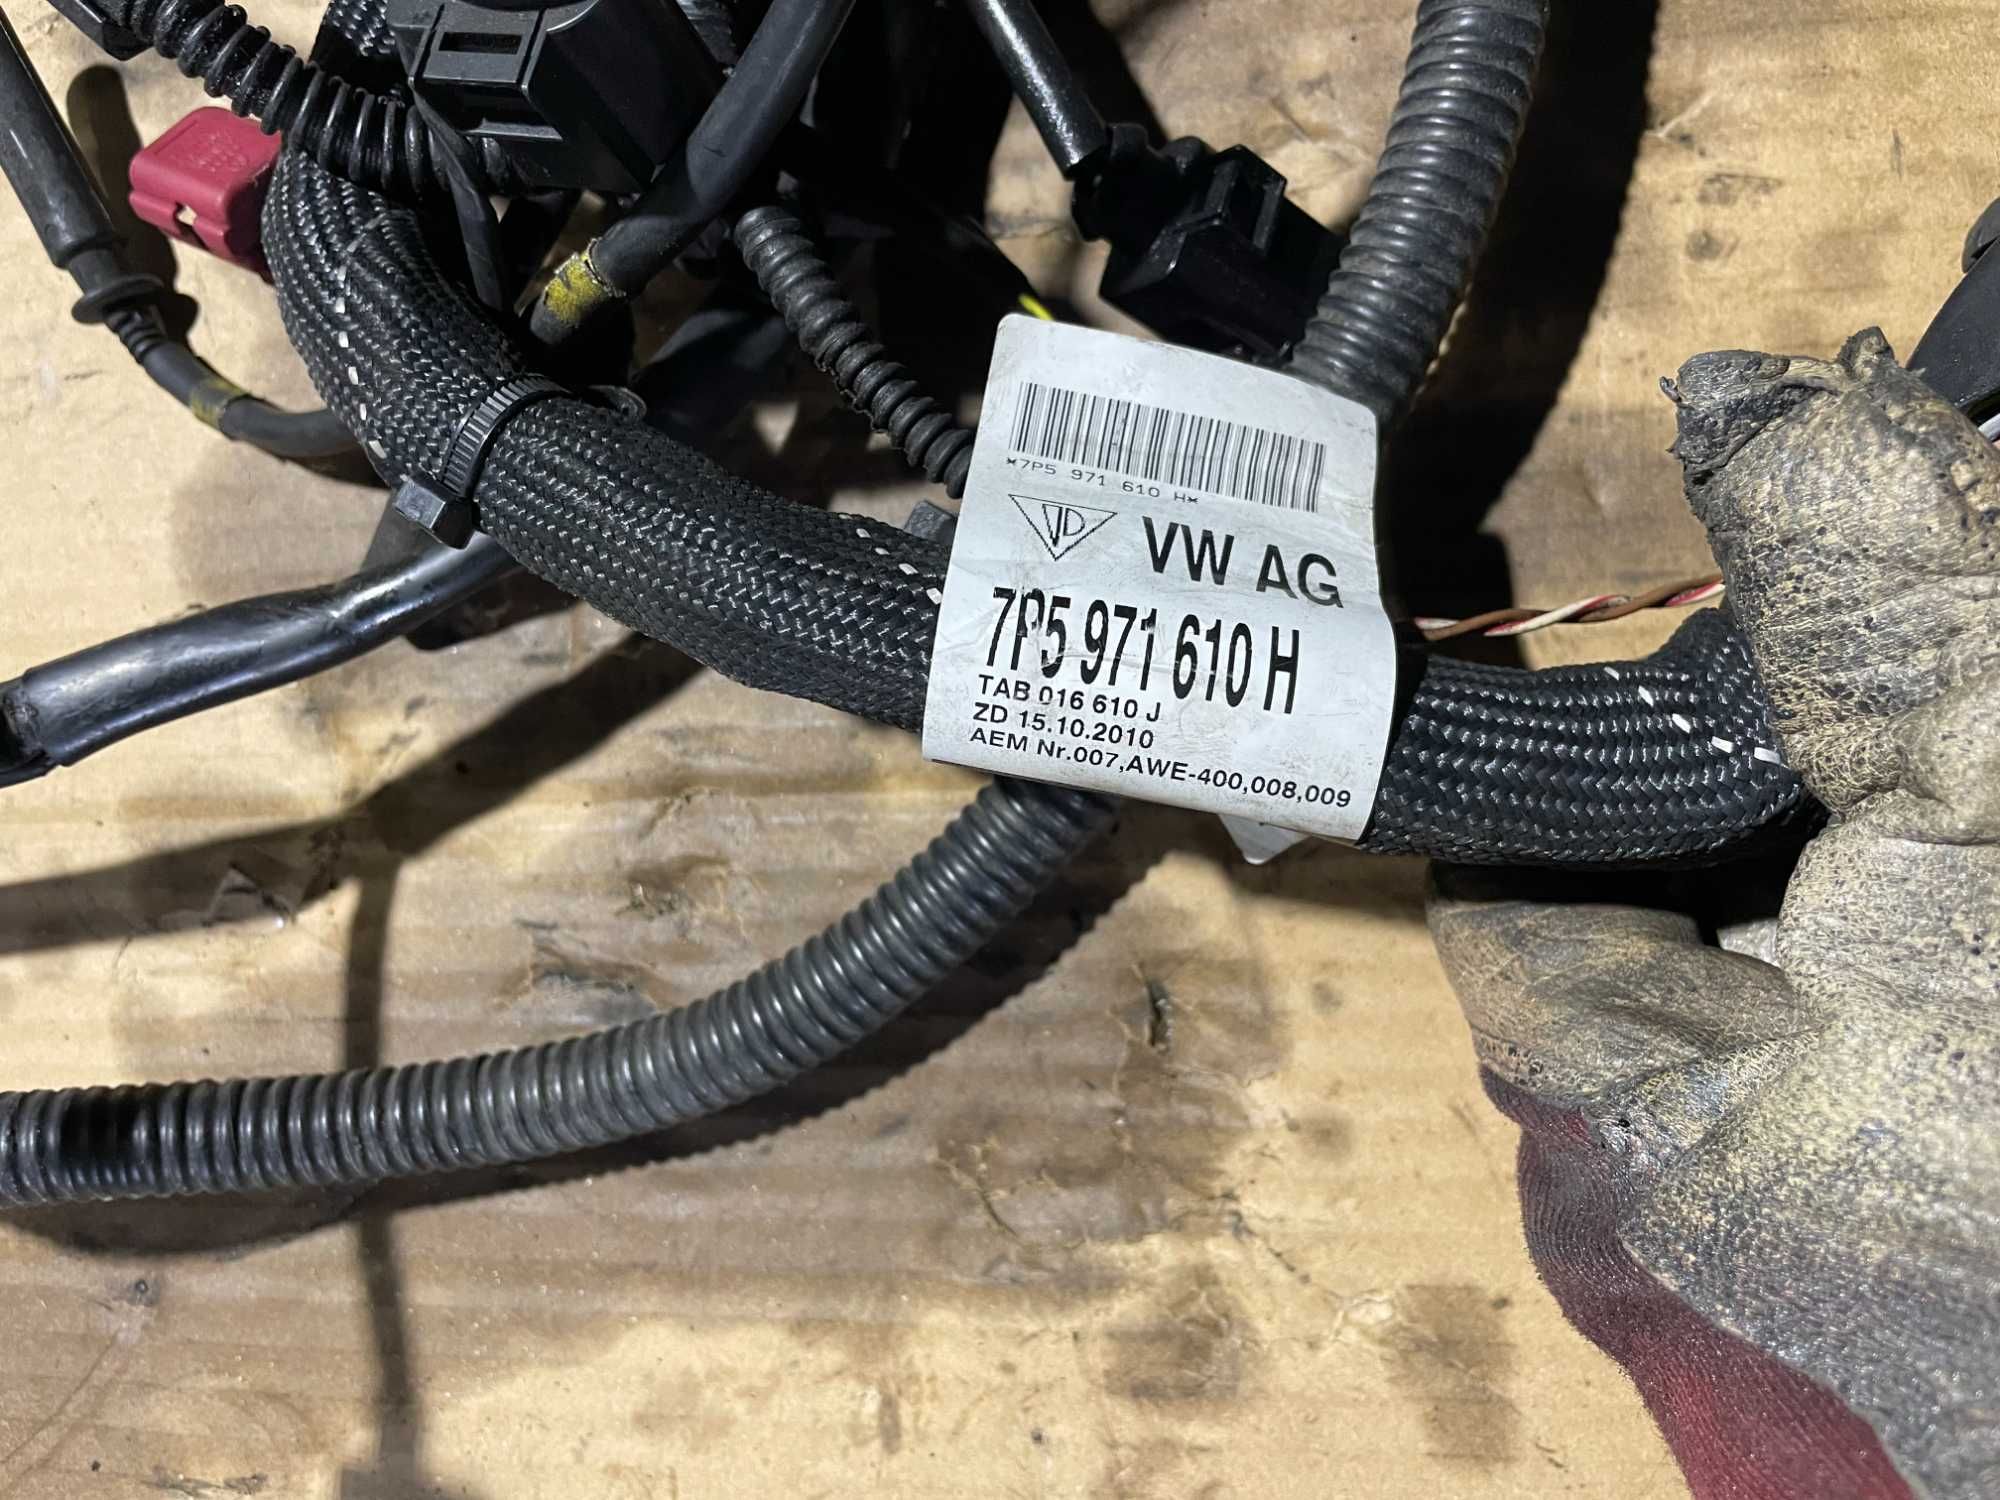 *7P5 971 610 H*
VD VW AG
7P5 971 610 H
TAB 016 610 J
ZD 15.10.2010
AEM Nr.007,AWE-400,008,009